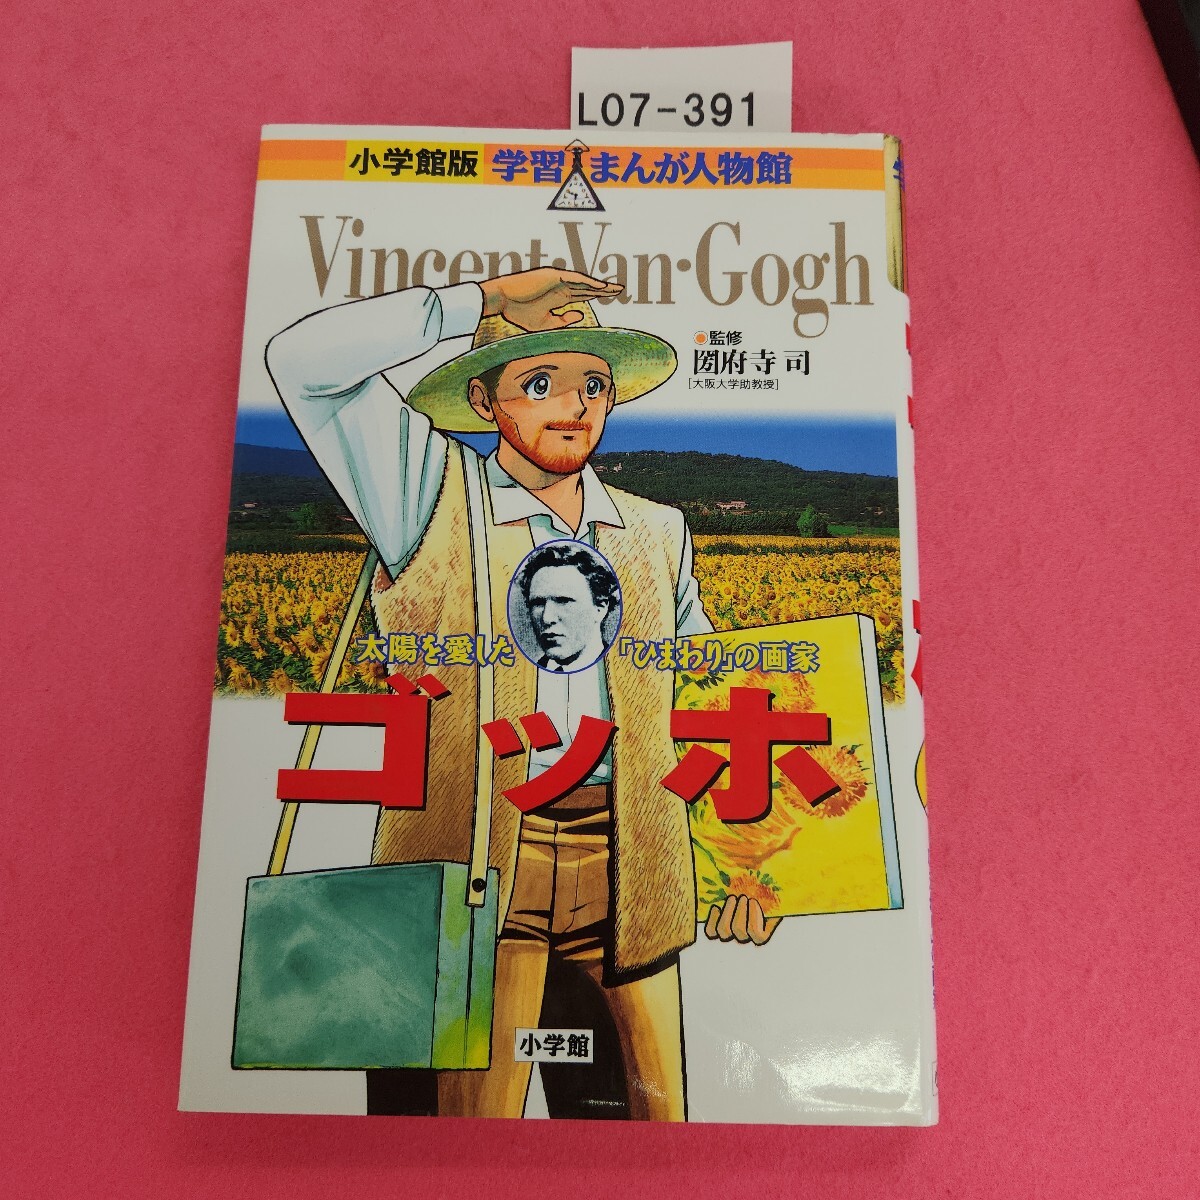 L07-391
小学館版 学習まんが人物館
Vincent・Van・Gogh
監修
圀府寺 司
[大阪大学助教授]
太陽を愛した「ひまわり」の画家
ゴッホ
小学館